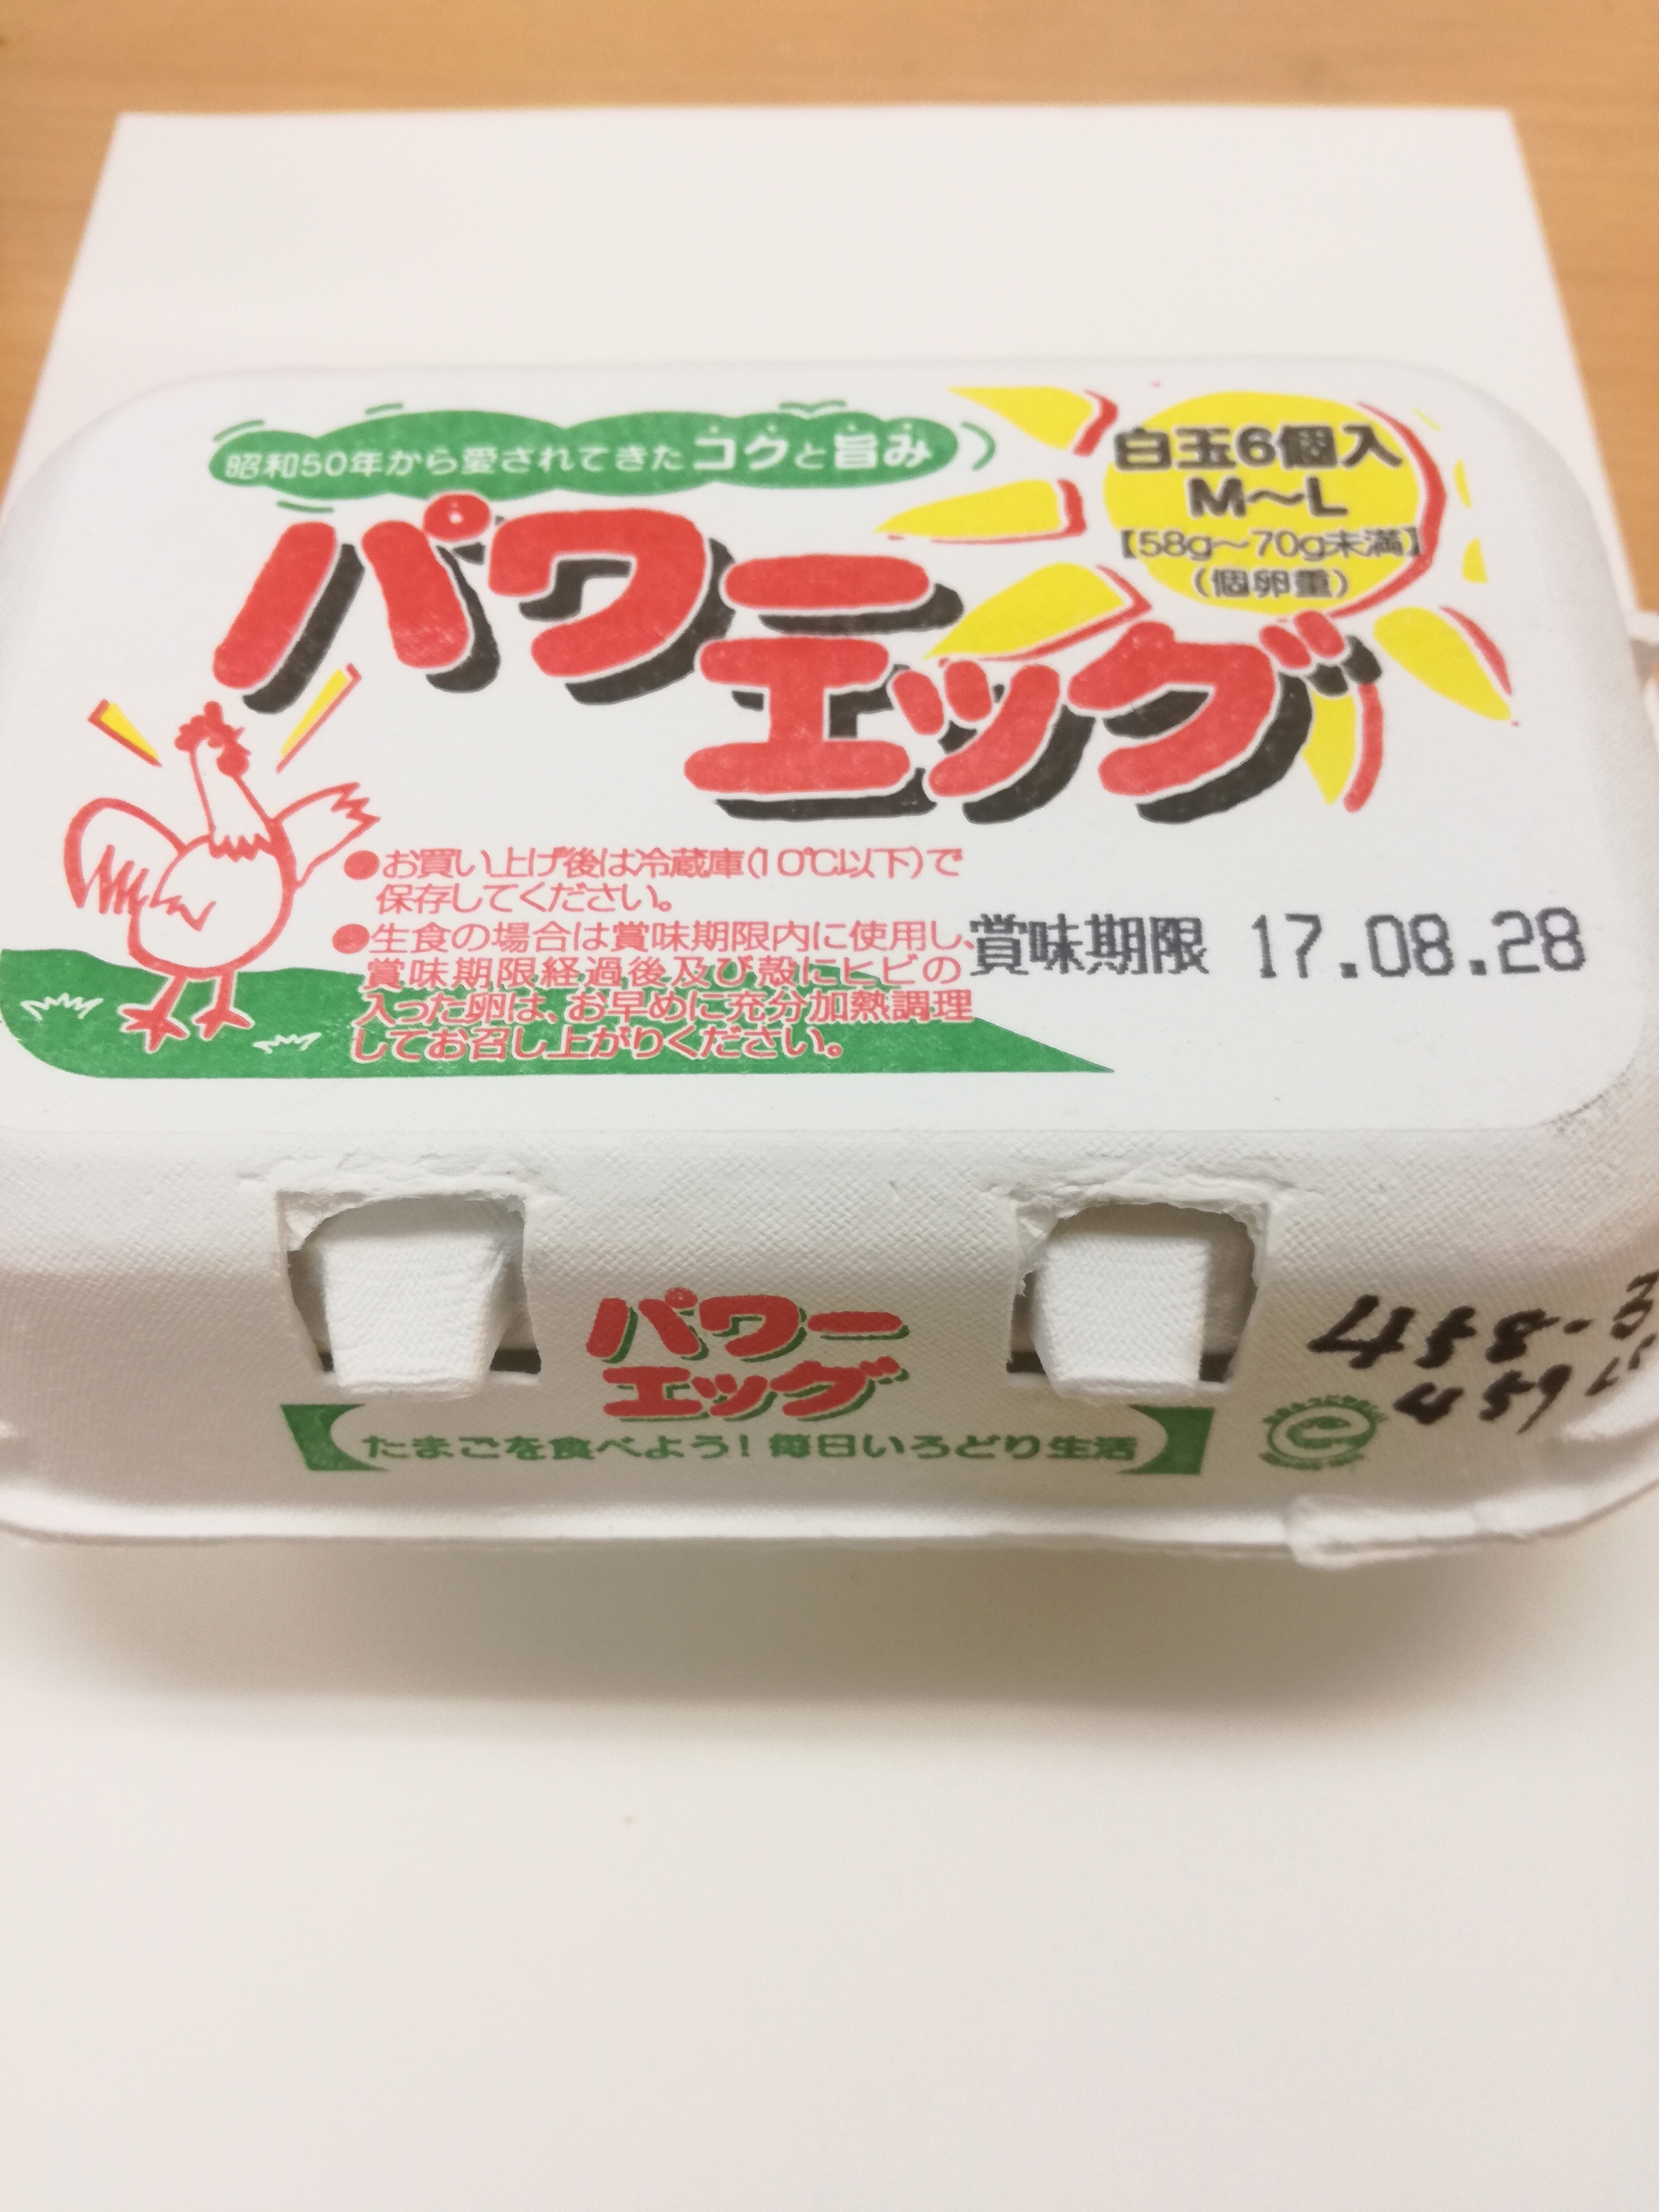 昭和50年から愛されてきたコクと旨み
白玉6個入
M～L
【58g～70g未満】
(個卵重)
パワー
エッグ
●お買い上げ後は冷蔵庫(10℃以下)で
保存してください。
●生食の場合は賞味期限内に使用し、
賞味期限経過後及び殻にヒビの
入った卵は、お早めに充分加熱調理
してお召し上がりください。
賞味期限 17.08.28
パワー
エッグ
たまごを食べよう！毎日いろどり生活
e